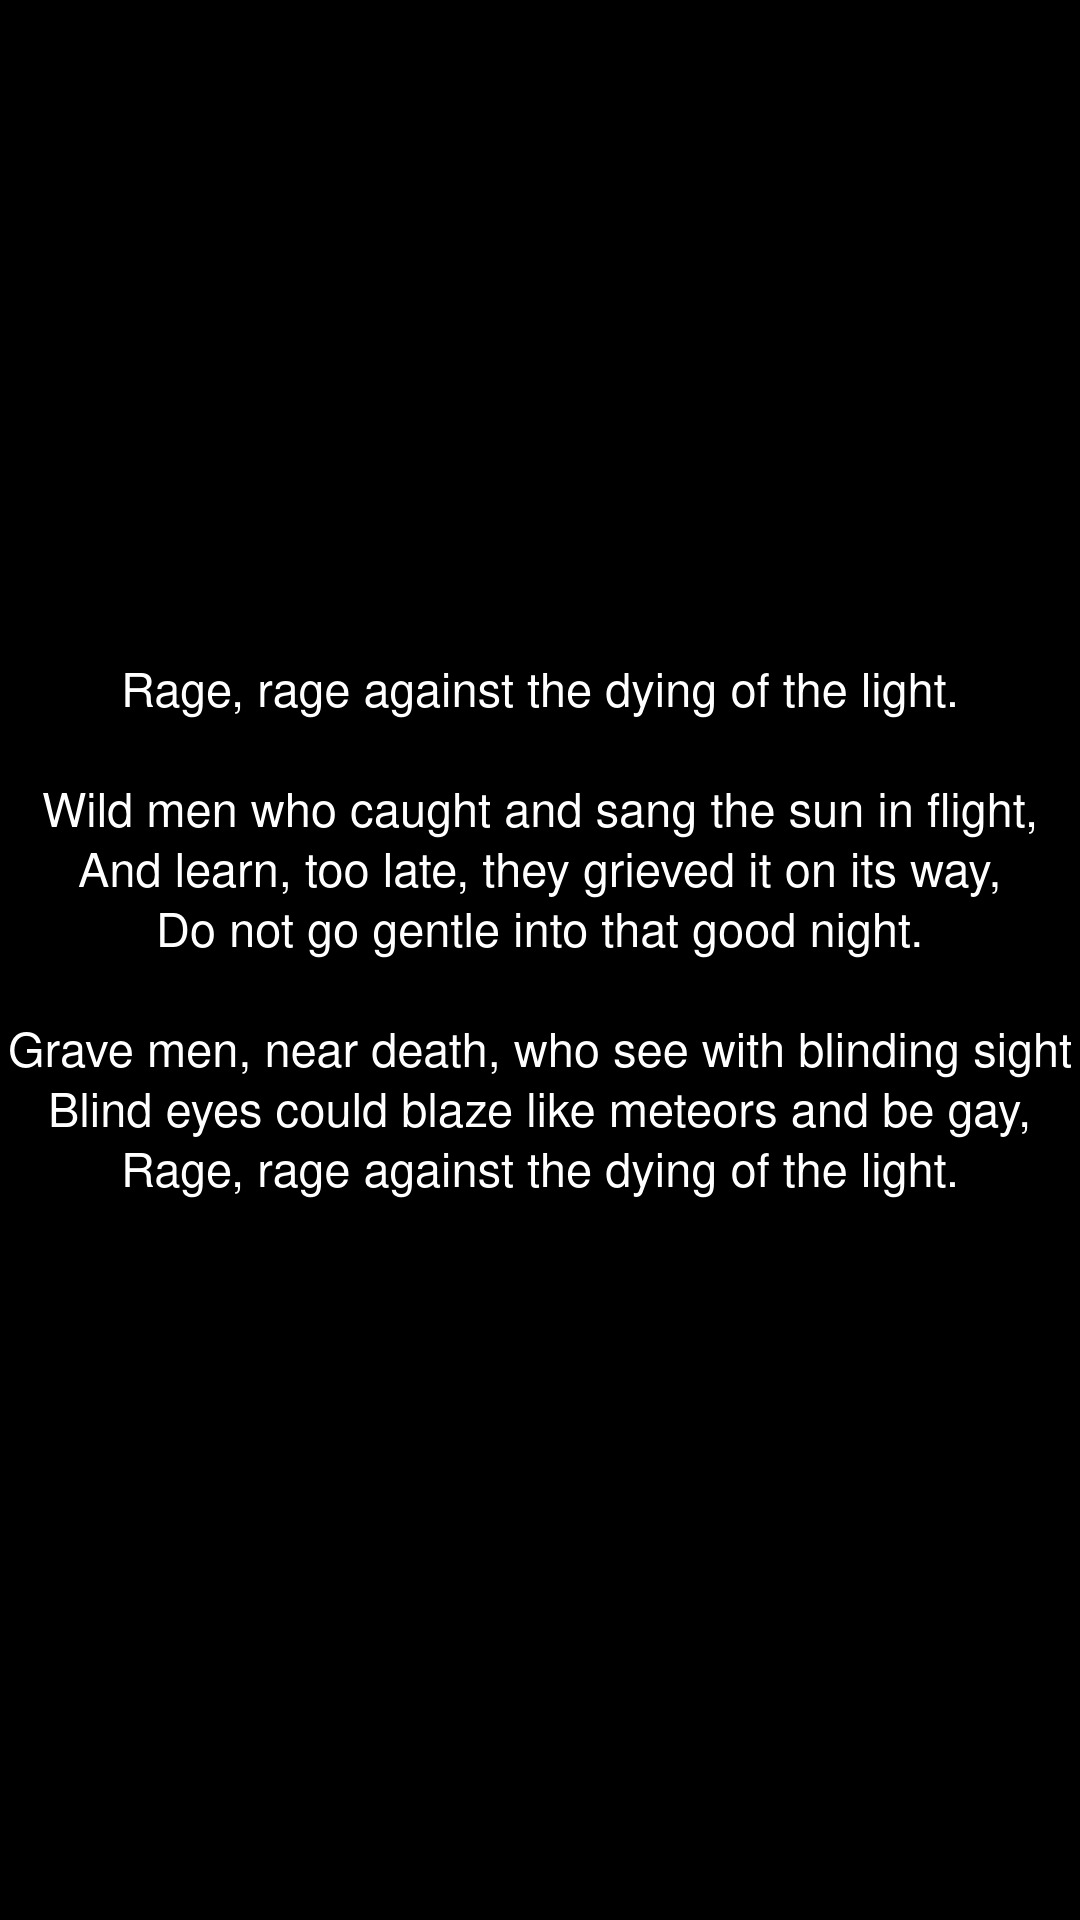 Rage, rage against the dying of the light.
Wild men who caught and sang the sun in flight,
And learn, too late, they grieved it on its way,
Do not go gentle into that good night.
Grave men, near death, who see with blinding sight
Blind eyes could blaze like meteors and be gay,
Rage, rage against the dying of the light.